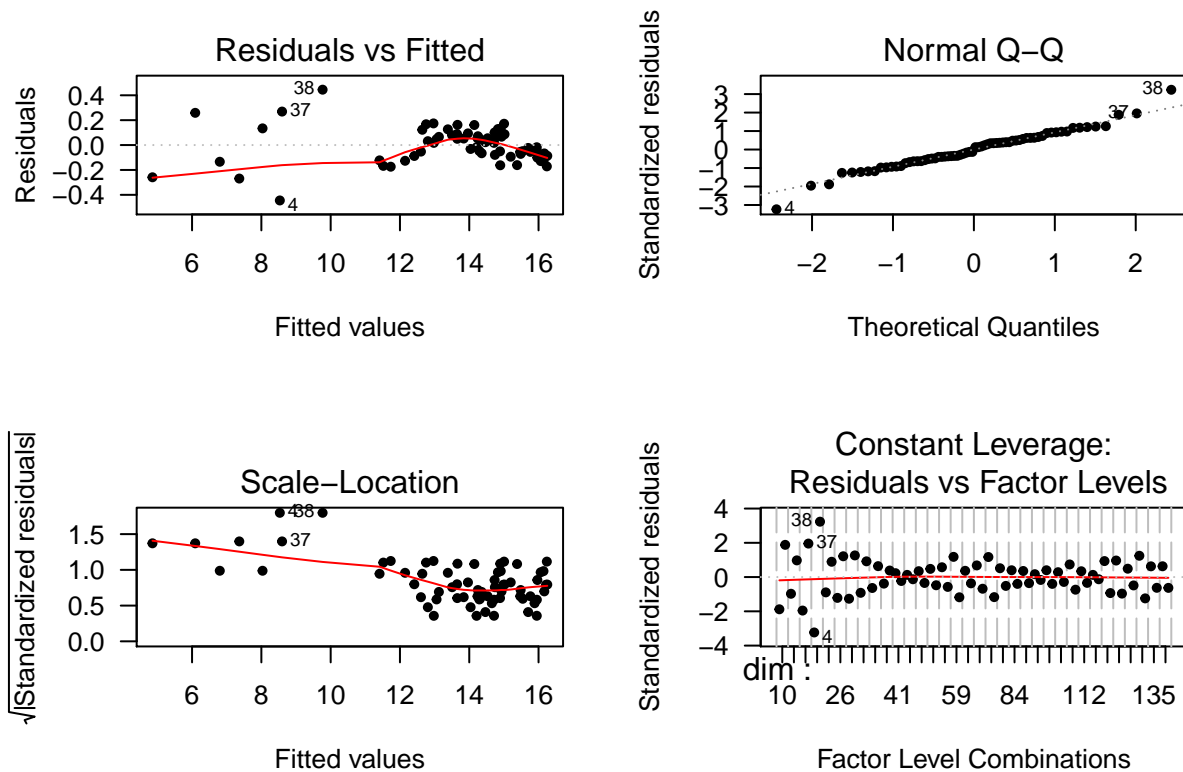 Residuals vs Fitted
Residuals
0.4
0.2
0.0
−0.2
−0.4
38
37
4
6 8 10 12 14 16
Fitted values
Normal Q−Q
Standardized residuals
3
2
1
0
−1
−2
−3
38
37
4
−2 −1 0 1 2
Theoretical Quantiles
Scale−Location
√|Standardized residuals|
1.5
1.0
0.5
0.0
4
38
37
6 8 10 12 14 16
Fitted values
Constant Leverage:
Residuals vs Factor Levels
Standardized residuals
4
2
0
−2
−4
38
37
4
dim :
10 26 41 59 84 112 135
Factor Level Combinations